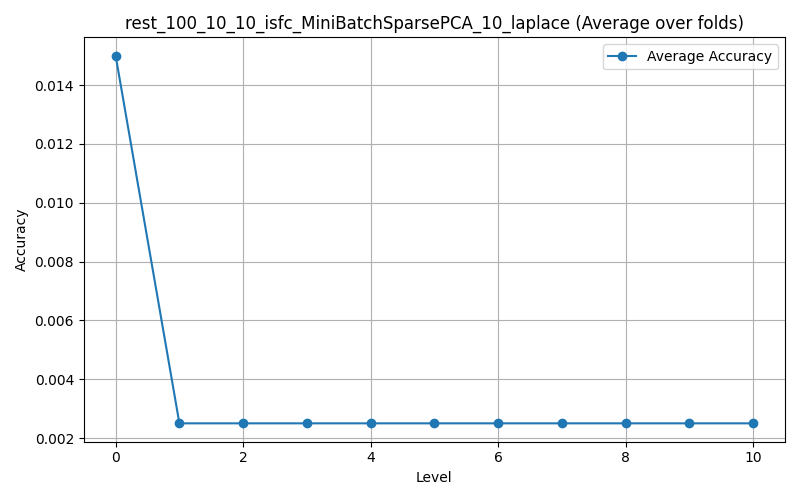 rest_100_10_10_isfc_MiniBatchSparsePCA_10_laplace (Average over folds)
Average Accuracy
0.014
0.012
0.010
0.008
0.006
0.004
0.002
Accuracy
0 2 4 6 8 10
Level